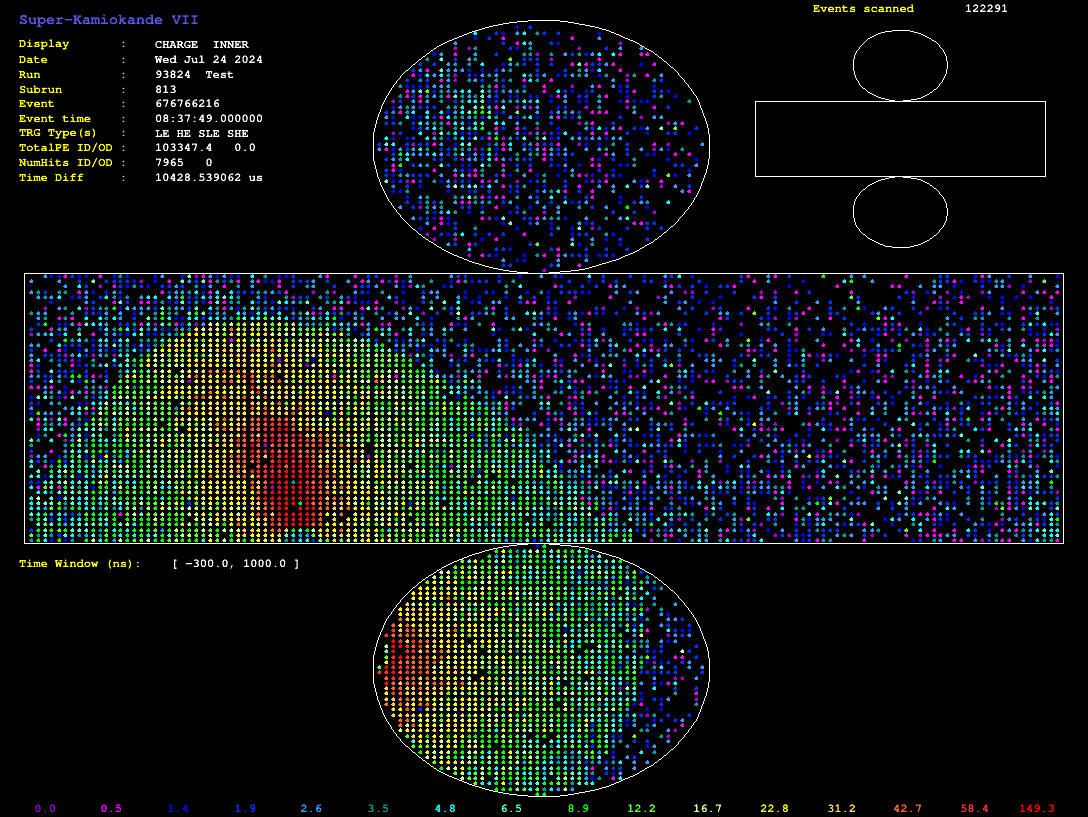 Super-Kamiokande VII
Events scanned 122291
Display : CHARGE INNER
Date : Wed Jul 24 2024
Run : 93824 Test
Subrun : 813
Event : 676766216
Event time : 08:37:49.000000
TRG Type(s) : LE HE SLE SHE
TotalPE ID/OD : 103347.4 0.0
NumHits ID/OD : 7965 0
Time Diff : 10428.539062 us
Time Window (ns): [ -300.0, 1000.0 ]
0.0 0.5 1.4 1.9 2.6 3.5 4.8 6.5 8.9 12.2 16.7 22.8 31.2 42.7 58.4 149.3